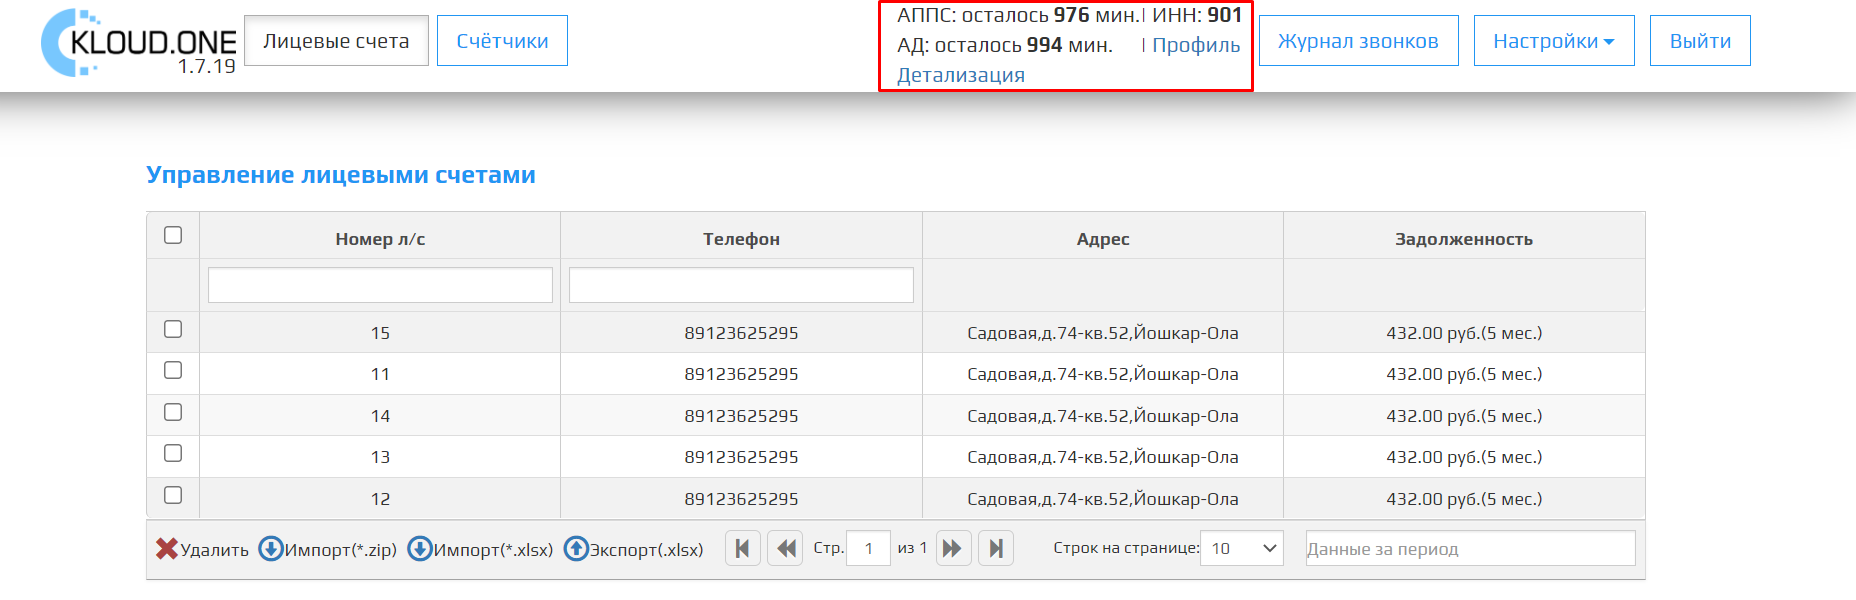 KLOUD.ONE
1.7.19
Лицевые счета
Счётчики
АППС: осталось 976 мин.| ИНН: 901
АД: осталось 994 мин. | Профиль
Детализация
Журнал звонков
Настройки
Выйти
Управление лицевыми счетами
Номер л/с Телефон Адрес Задолженность
15 89123625295 Садовая,д.74-кв.52,Йошкар-Ола 432.00 руб.(5 мес.)
11 89123625295 Садовая,д.74-кв.52,Йошкар-Ола 432.00 руб.(5 мес.)
14 89123625295 Садовая,д.74-кв.52,Йошкар-Ола 432.00 руб.(5 мес.)
13 89123625295 Садовая,д.74-кв.52,Йошкар-Ола 432.00 руб.(5 мес.)
12 89123625295 Садовая,д.74-кв.52,Йошкар-Ола 432.00 руб.(5 мес.)
Удалить Импорт(*.zip) Импорт(*.xlsx) Экспорт(.xlsx) Стр. 1 из 1 Строк на странице: 10 Данные за период